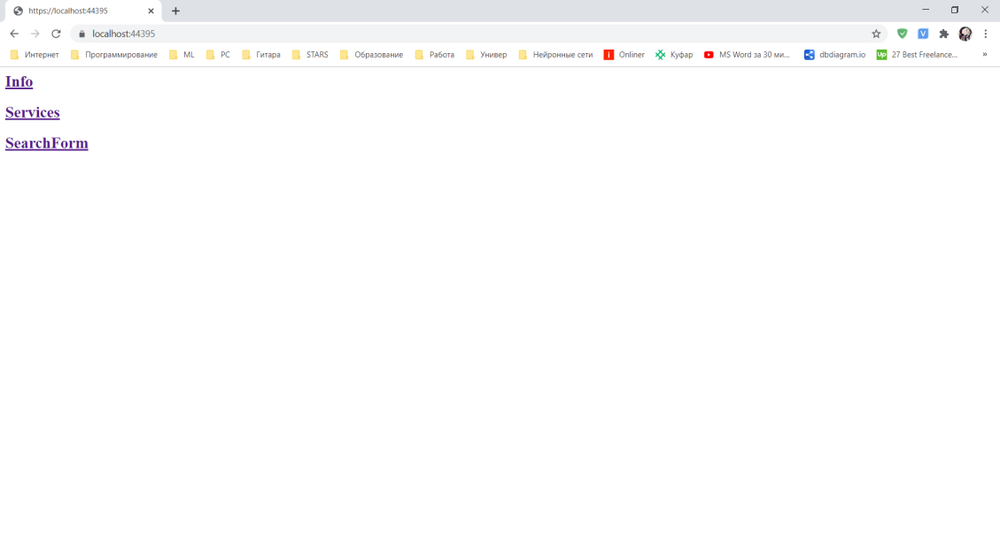 https://localhost:44395
localhost:44395
Интернет Программирование ML PC Гитара STARS Образование Работа Универ Нейронные сети i Onliner Куфар MS Word за 30 ми... dbdiagram.io Up 27 Best Freelance... »
Info
Services
SearchForm